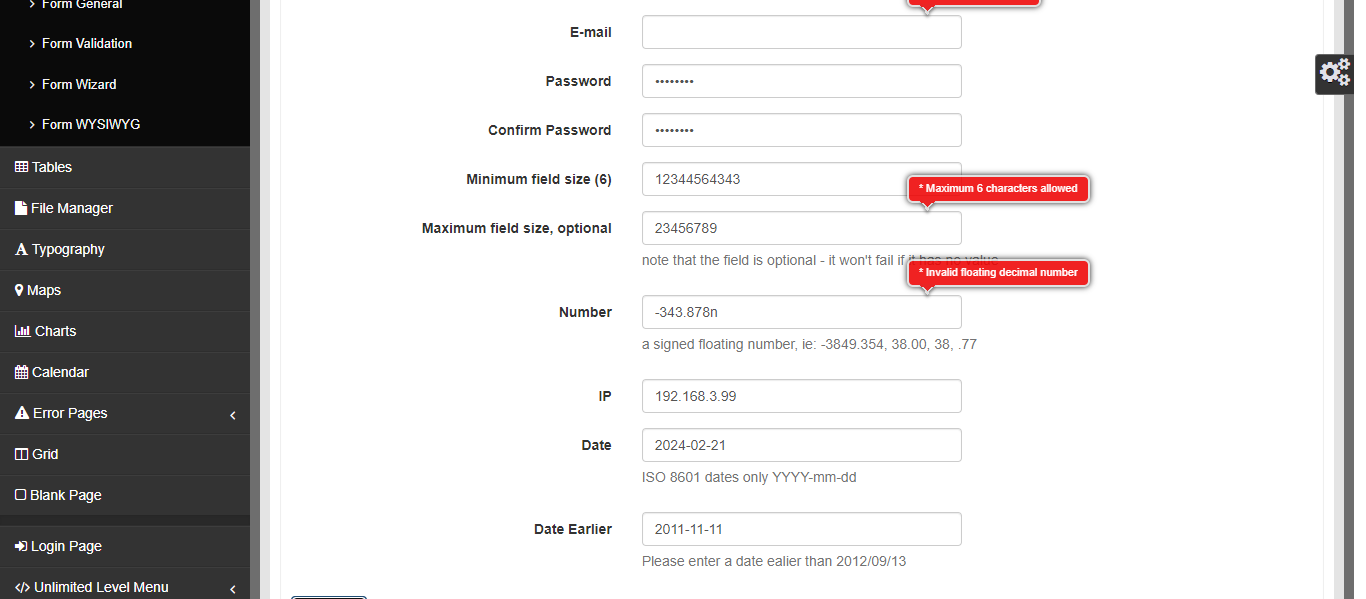 Form General
Form Validation
Form Wizard
Form WYSIWYG
Tables
File Manager
Typography
Maps
Charts
Calendar
Error Pages
Grid
Blank Page
Login Page
Unlimited Level Menu
E-mail
Password ••••••••
Confirm Password ••••••••
Minimum field size (6) 12344564343
* Maximum 6 characters allowed
Maximum field size, optional 23456789
note that the field is optional - it won't fail if it has no value
* Invalid floating decimal number
Number -343.878n
a signed floating number, ie: -3849.354, 38.00, 38, .77
IP 192.168.3.99
Date 2024-02-21
ISO 8601 dates only YYYY-mm-dd
Date Earlier 2011-11-11
Please enter a date ealier than 2012/09/13